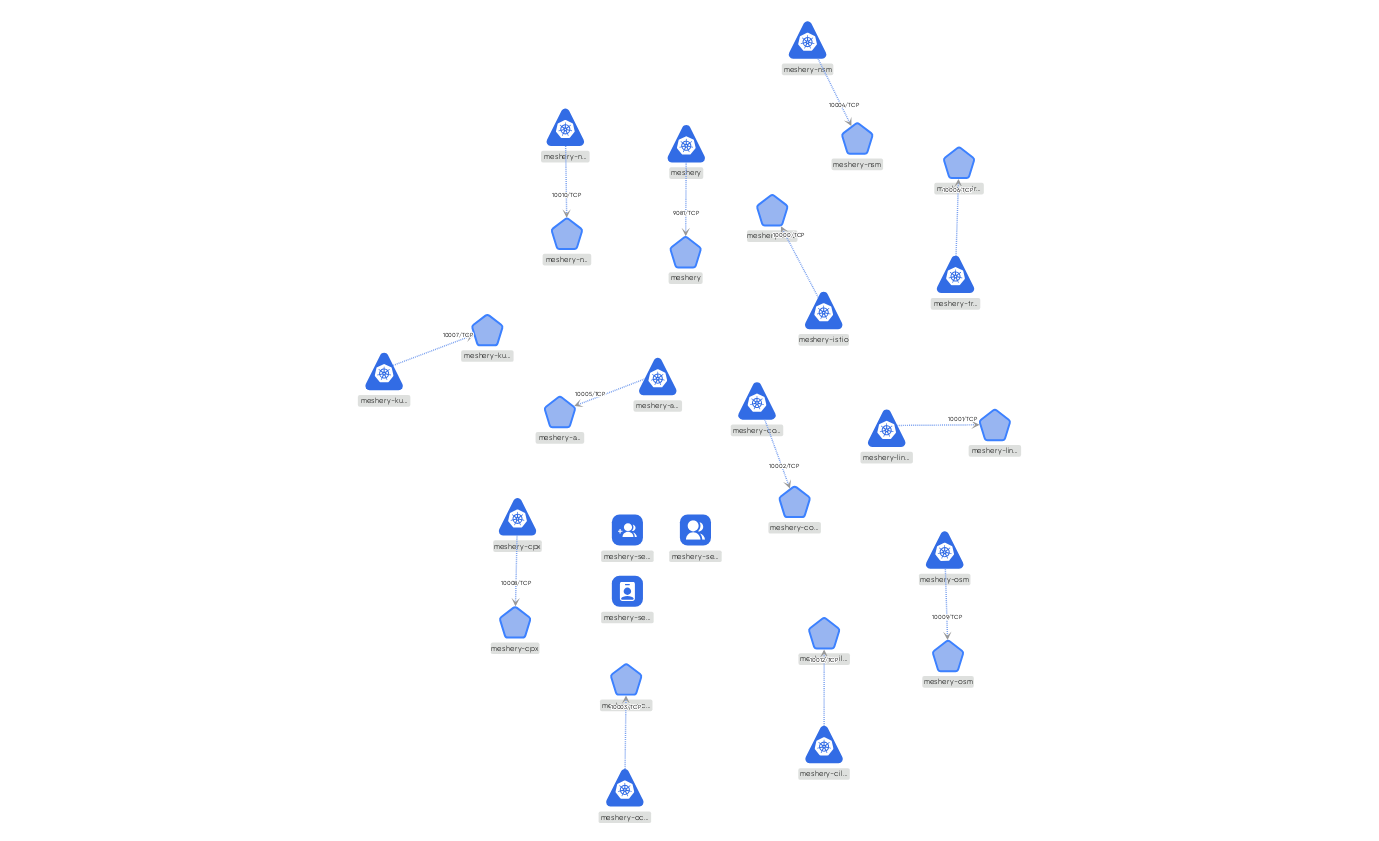 meshery-nsm
10004/TCP
meshery-nsm
meshery-n...
10010/TCP
meshery-n...
meshery
9081/TCP
meshery
10006/TCP
meshery-tr...
10000/TCP
meshery-istio
10007/TCP
meshery-ku...
meshery-ku...
10005/TCP
meshery-a...
meshery-a...
meshery-co...
10002/TCP
meshery-co...
10001/TCP
meshery-lin...
meshery-lin...
meshery-cpx
10008/TCP
meshery-cpx
meshery-se...
meshery-se...
meshery-se...
meshery-osm
10009/TCP
meshery-osm
10012/TCP
meshery-cil...
10003/TCP
meshery-oc...